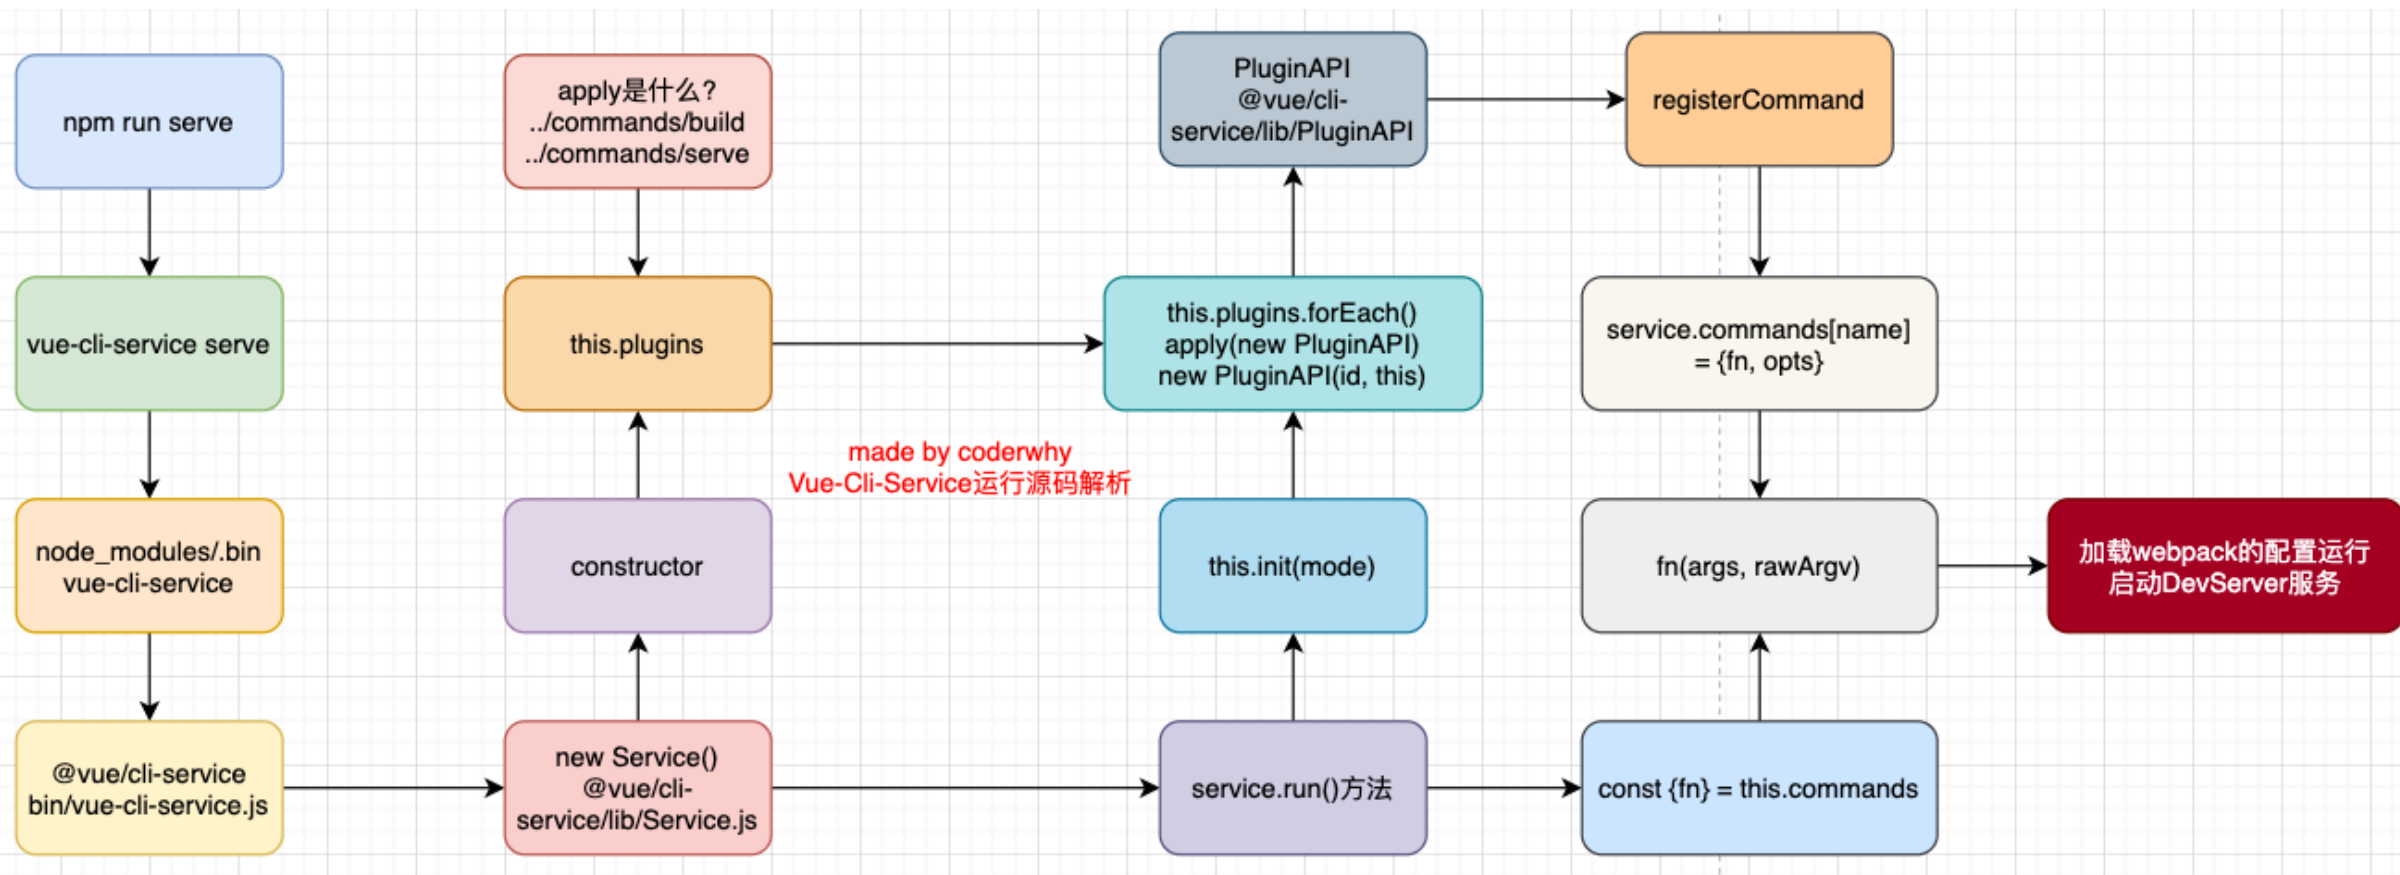 npm run serve
vue-cli-service serve
node_modules/.bin
vue-cli-service
@vue/cli-service
bin/vue-cli-service.js
apply是什么?
../commands/build
../commands/serve
this.plugins
constructor
new Service()
@vue/cli-
service/lib/Service.js
made by coderwhy
Vue-Cli-Service运行源码解析
PluginAPI
@vue/cli-
service/lib/PluginAPI
this.plugins.forEach()
apply(new PluginAPI)
new PluginAPI(id, this)
this.init(mode)
service.run()方法
registerCommand
service.commands[name]
= {fn, opts}
fn(args, rawArgv)
const {fn} = this.commands
加载webpack的配置运行
启动DevServer服务